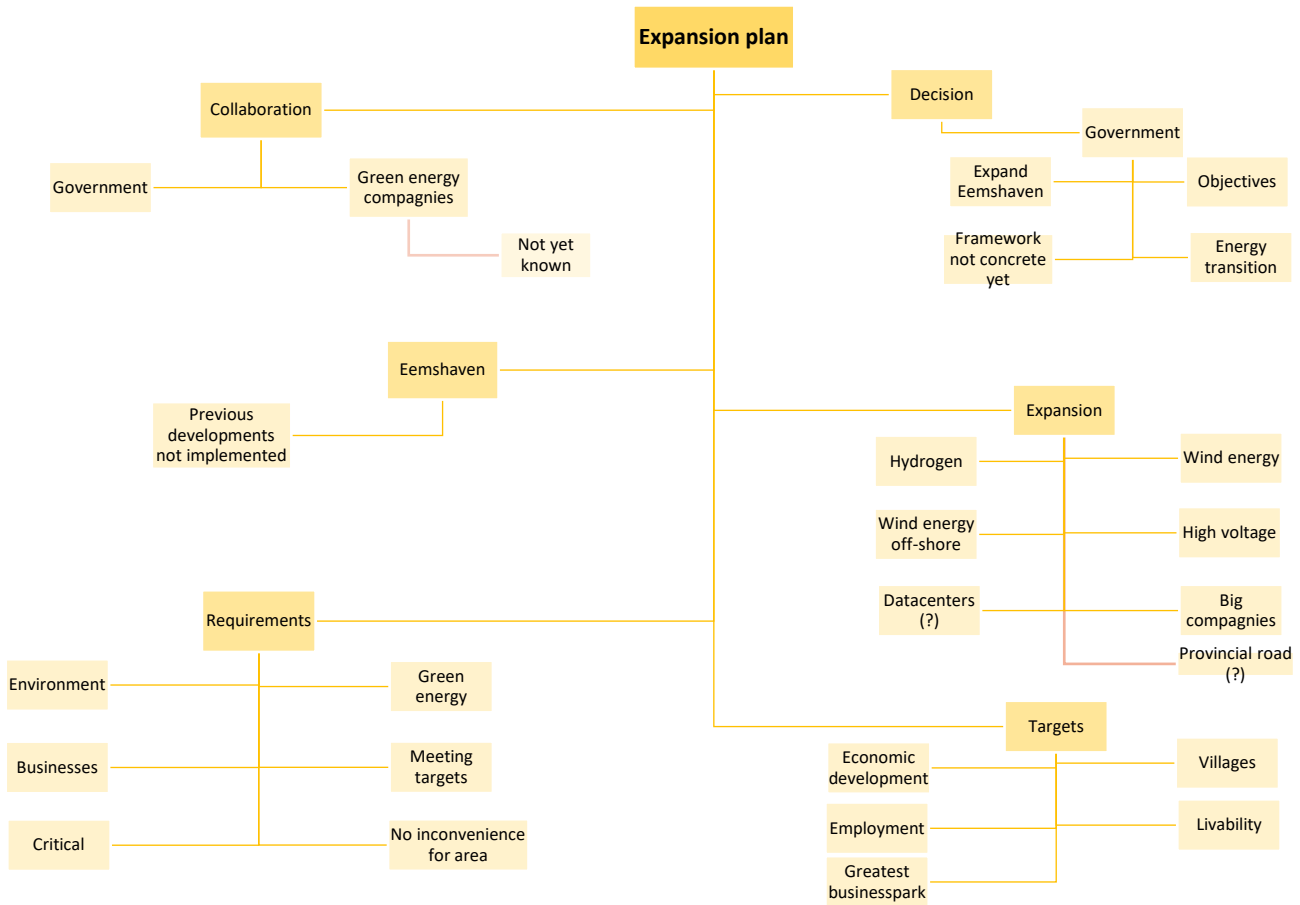 Expansion plan
Collaboration
Government
Green energy
compagnies
Not yet
known
Decision
Government
Expand
Eemshaven
Objectives
Framework
not concrete
yet
Energy
transition
Eemshaven
Previous
developments
not implemented
Expansion
Hydrogen
Wind energy
Wind energy
off-shore
High voltage
Datacenters
(?)
Big
compagnies
Provincial road
(?)
Requirements
Environment
Green
energy
Businesses
Meeting
targets
Critical
No inconvenience
for area
Targets
Economic
development
Villages
Employment
Livability
Greatest
businesspark